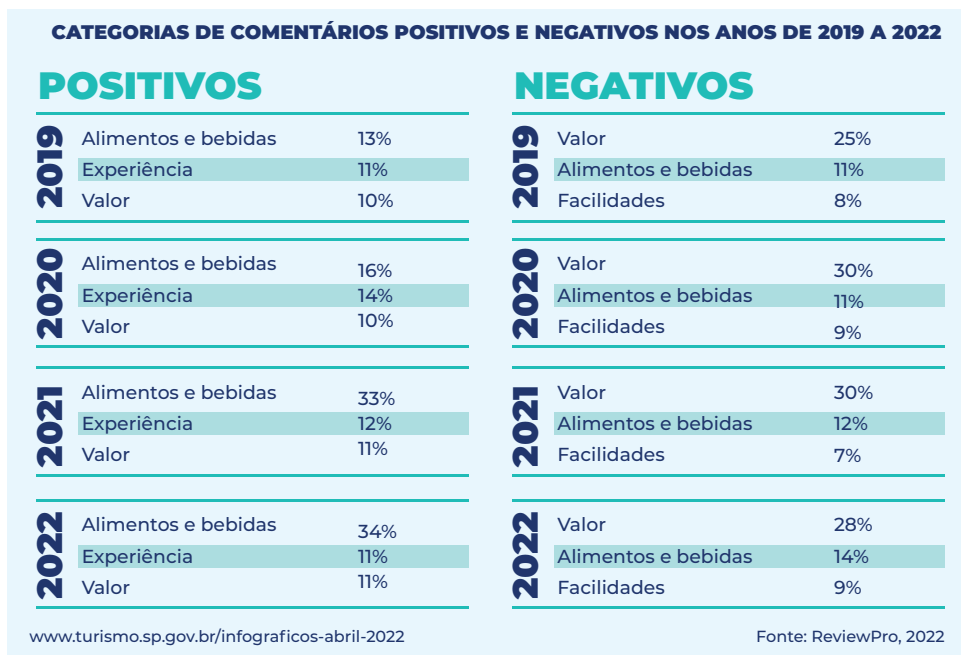 CATEGORIAS DE COMENTÁRIOS POSITIVOS E NEGATIVOS NOS ANOS DE 2019 A 2022
POSITIVOS
2019
Alimentos e bebidas 13%
Experiência 11%
Valor 10%
2020
Alimentos e bebidas 16%
Experiência 14%
Valor 10%
2021
Alimentos e bebidas 33%
Experiência 12%
Valor 11%
2022
Alimentos e bebidas 34%
Experiência 11%
Valor 11%
NEGATIVOS
2019
Valor 25%
Alimentos e bebidas 11%
Facilidades 8%
2020
Valor 30%
Alimentos e bebidas 11%
Facilidades 9%
2021
Valor 30%
Alimentos e bebidas 12%
Facilidades 7%
2022
Valor 28%
Alimentos e bebidas 14%
Facilidades 9%
www.turismo.sp.gov.br/infograficos-abril-2022
Fonte: ReviewPro, 2022